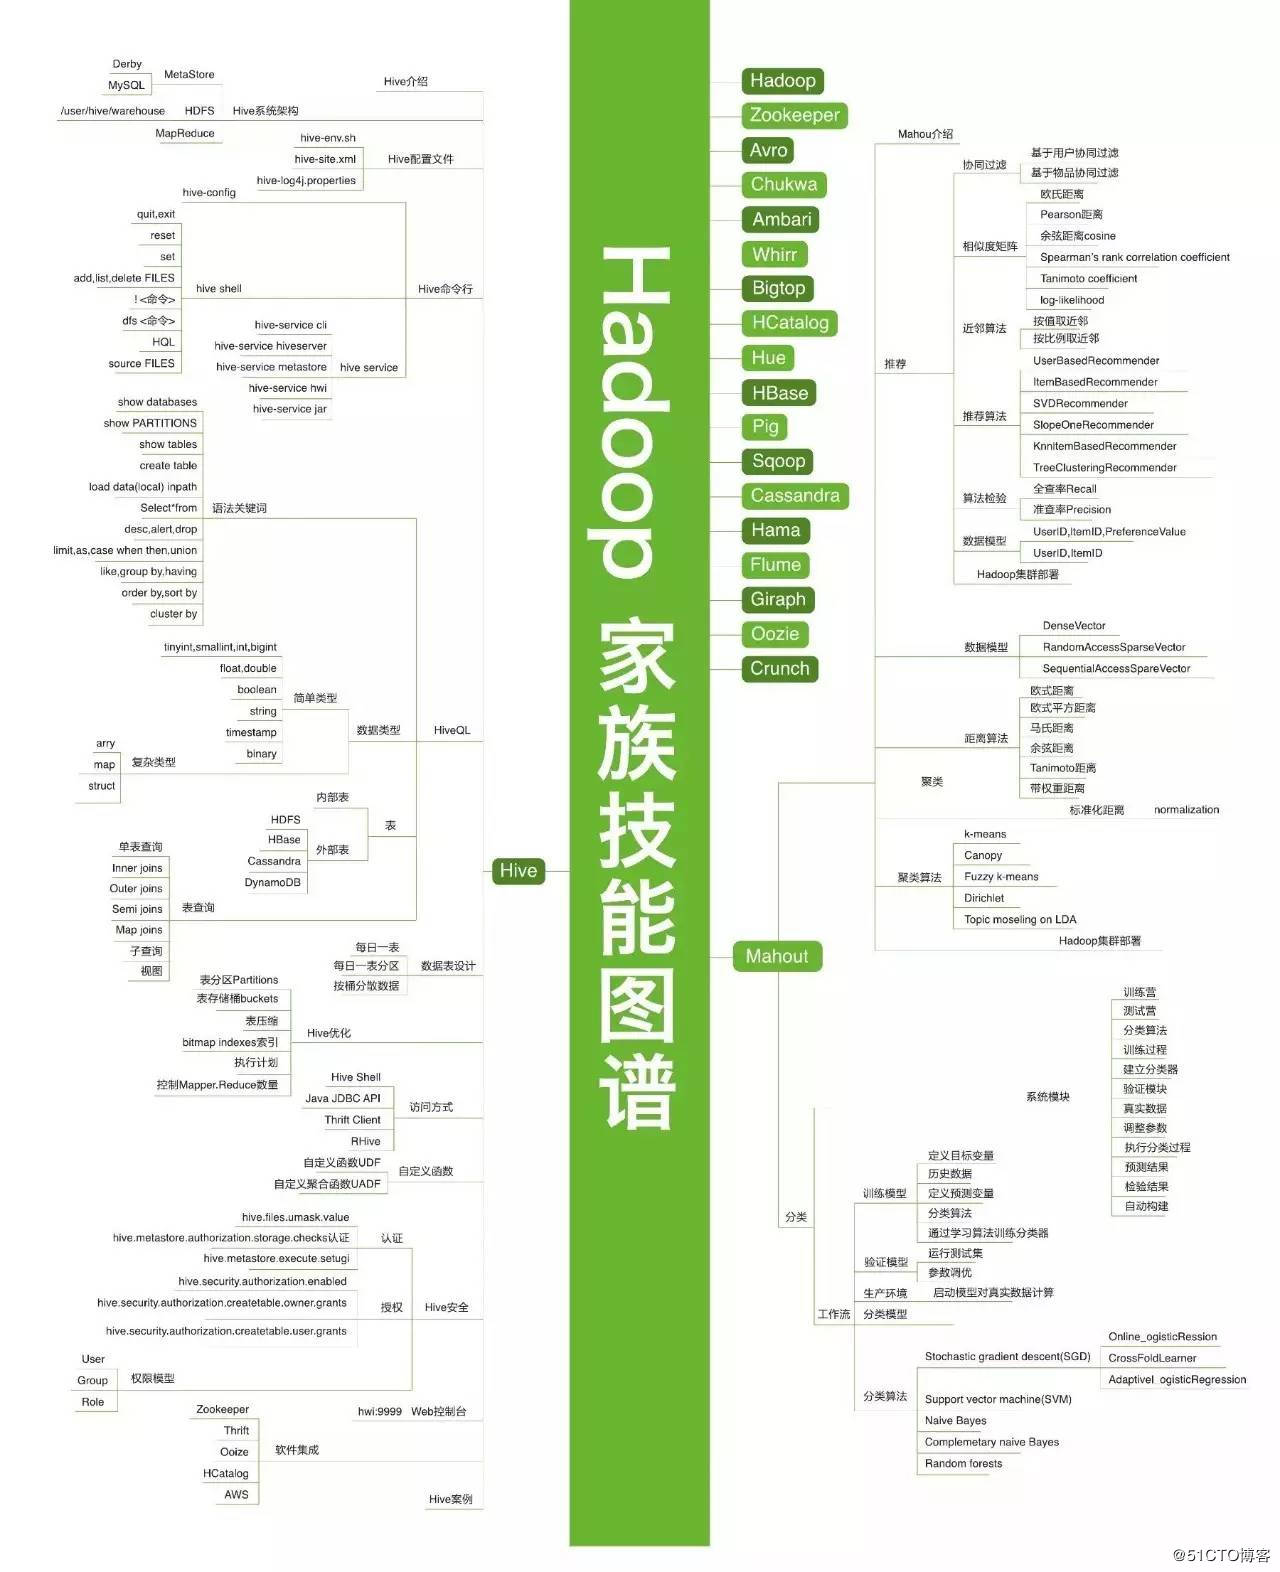 Hadoop 家族技能图谱
Hive
Hive介绍
Derby
MySQL
MetaStore
/user/hive/warehouse
HDFS
Hive系统架构
MapReduce
hive-env.sh
hive-site.xml
hive-log4j.properties
Hive配置文件
hive-config
quit,exit
reset
set
add,list,delete FILES
! <命令>
dfs <命令>
HQL
source FILES
hive shell
Hive命令行
hive-service cli
hive-service hiveserver
hive-service metastore
hive service
hive-service hwi
hive-service jar
show databases
show PARTITIONS
show tables
create table
load data(local) inpath
Select*from
desc,alert,drop
limit,as,case when then,union
like,group by,having
order by,sort by
cluster by
语法关键词
tinyint,smallint,int,bigint
float,double
boolean
string
timestamp
binary
简单类型
数据类型
HiveQL
arry
map
struct
复杂类型
内部表
HDFS
HBase
Cassandra
DynamoDB
外部表
表
单表查询
Inner joins
Outer joins
Semi joins
Map joins
子查询
视图
表查询
每日一表
每日一表分区
按桶分散数据
数据表设计
表分区Partitions
表存储桶buckets
表压缩
bitmap indexes索引
执行计划
控制Mapper.Reduce数量
Hive优化
Hive Shell
Java JDBC API
Thrift Client
RHive
访问方式
自定义函数UDF
自定义聚合函数UADF
自定义函数
hive.files.umask.value
hive.metastore.authorization.storage.checks认证
hive.metastore.execute.setugi
认证
hive.security.authorization.enabled
hive.security.authorization.createtable.owner.grants
hive.security.authorization.createtable.user.grants
授权
Hive安全
User
Group
Role
权限模型
hwi:9999
Web控制台
Zookeeper
Thrift
Ooize
HCatalog
AWS
软件集成
Hive案例
Hadoop
Zookeeper
Avro
Chukwa
Ambari
Whirr
Bigtop
HCatalog
Hue
HBase
Pig
Sqoop
Cassandra
Hama
Flume
Giraph
Oozie
Crunch
Mahout
Mahou介绍
推荐
协同过滤
基于用户协同过滤
基于物品协同过滤
相似度矩阵
欧氏距离
Pearson距离
余弦距离cosine
Spearman's rank correlation coefficient
Tanimoto coefficient
log-likelihood
近邻算法
按值取近邻
按比例取近邻
推荐算法
UserBasedRecommender
ItemBasedRecommender
SVDRecommender
SlopeOneRecommender
KnnItemBasedRecommender
TreeClusteringRecommender
算法检验
全查率Recall
准查率Precision
数据模型
UserID,ItemID,PreferenceValue
UserID,ItemID
Hadoop集群部署
聚类
数据模型
DenseVector
RandomAccessSparseVector
SequentialAccessSpareVector
距离算法
欧式距离
欧式平方距离
马氏距离
余弦距离
Tanimoto距离
带权重距离
标准化距离
normalization
聚类算法
k-means
Canopy
Fuzzy k-means
Dirichlet
Topic moseling on LDA
Hadoop集群部署
分类
系统模块
训练营
测试营
分类算法
训练过程
建立分类器
验证模块
真实数据
调整参数
执行分类过程
预测结果
检验结果
自动构建
工作流
训练模型
定义目标变量
历史数据
定义预测变量
分类算法
通过学习算法训练分类器
验证模型
运行测试集
参数调优
生产环境
启动模型对真实数据计算
分类模型
分类算法
Stochastic gradient descent(SGD)
Online_ogisticRession
CrossFoldLearner
Adaptivel_ogisticRegression
Support vector machine(SVM)
Naive Bayes
Complemetary naive Bayes
Random forests
@51CTO博客